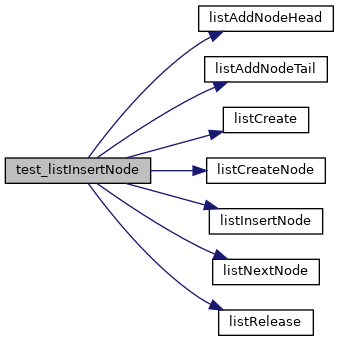 listAddNodeHead
listAddNodeTail
listCreate
test_listInsertNode
listCreateNode
listInsertNode
listNextNode
listRelease